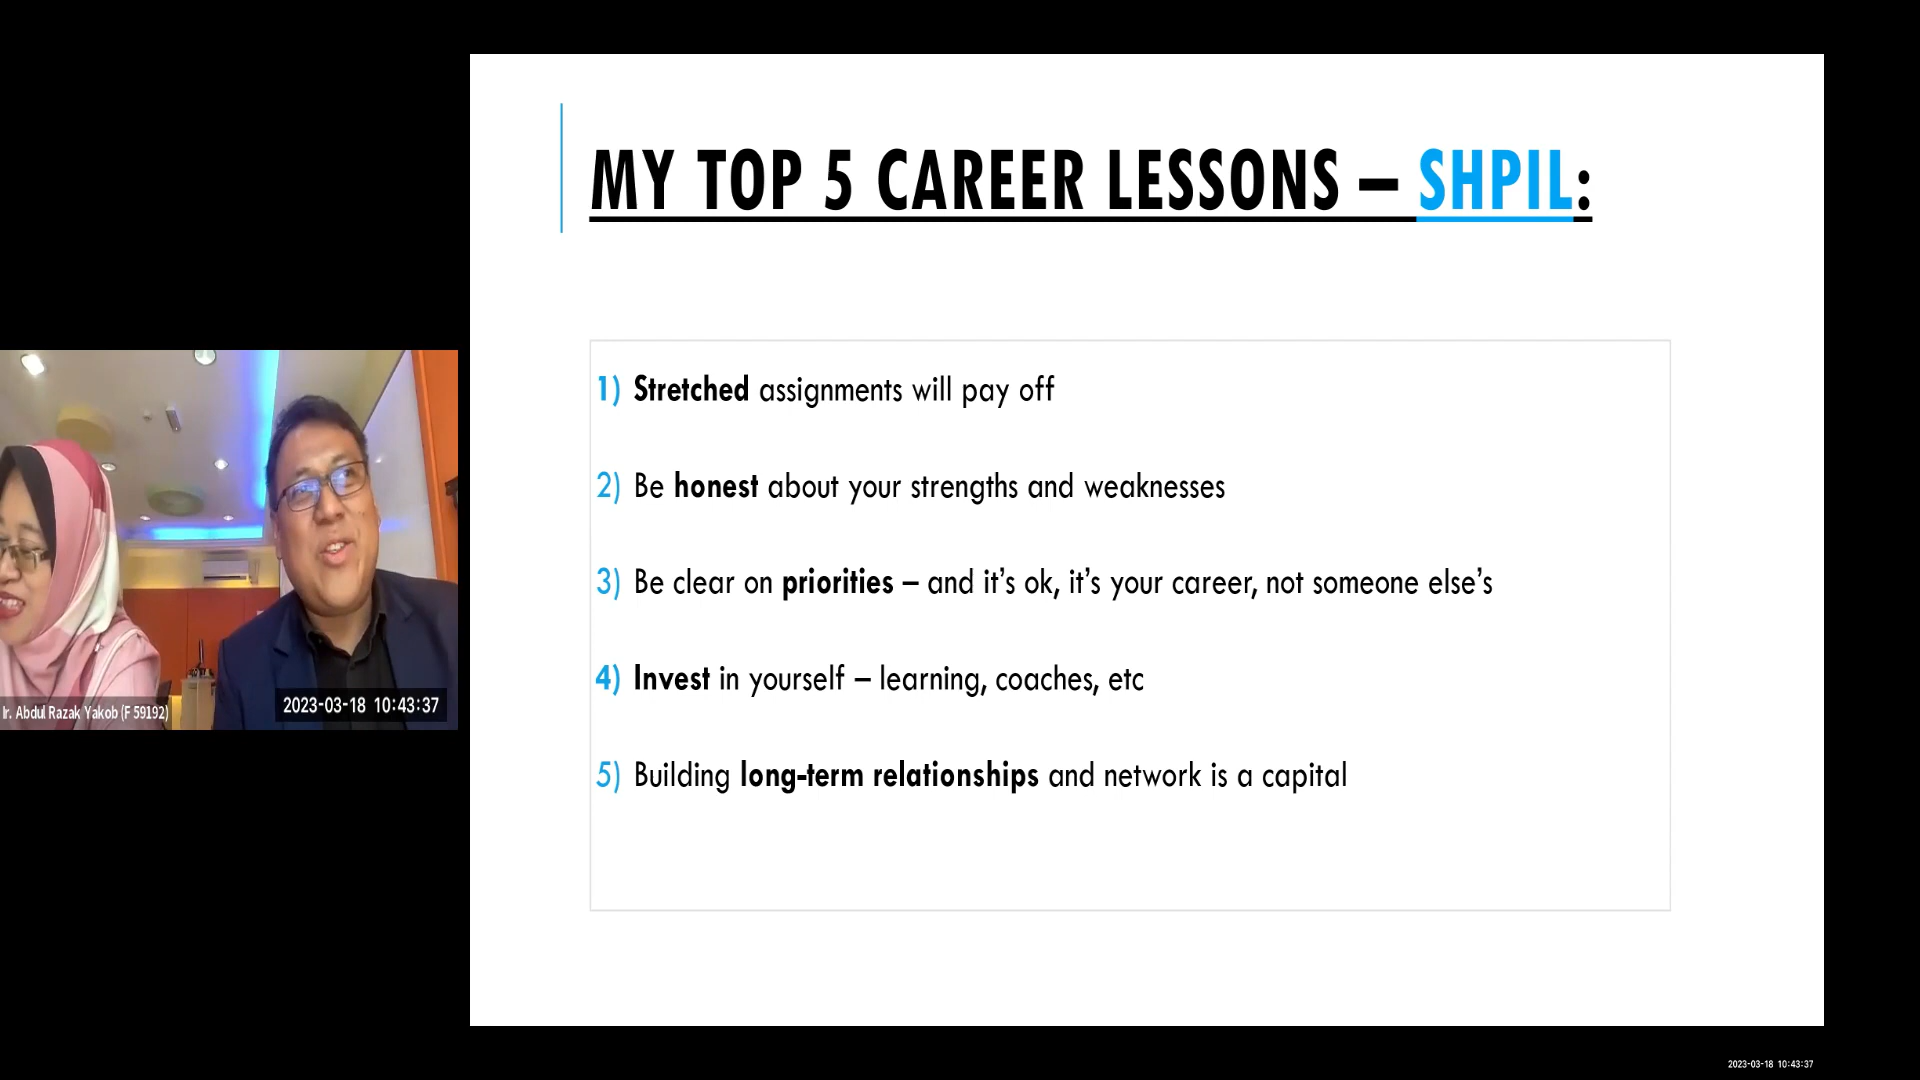 MY TOP 5 CAREER LESSONS – SHPIL:
1) Stretched assignments will pay off
2) Be honest about your strengths and weaknesses
3) Be clear on priorities – and it’s ok, it’s your career, not someone else’s
4) Invest in yourself – learning, coaches, etc
5) Building long-term relationships and network is a capital
Ir. Abdul Razak Yakob (F 59192)
2023-03-18 10:43:37
2023-03-18 10:43:37